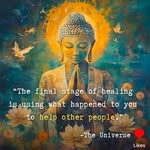 "The final stage of healing
is using what happened to you
to help other people."
-The Universe
Likes